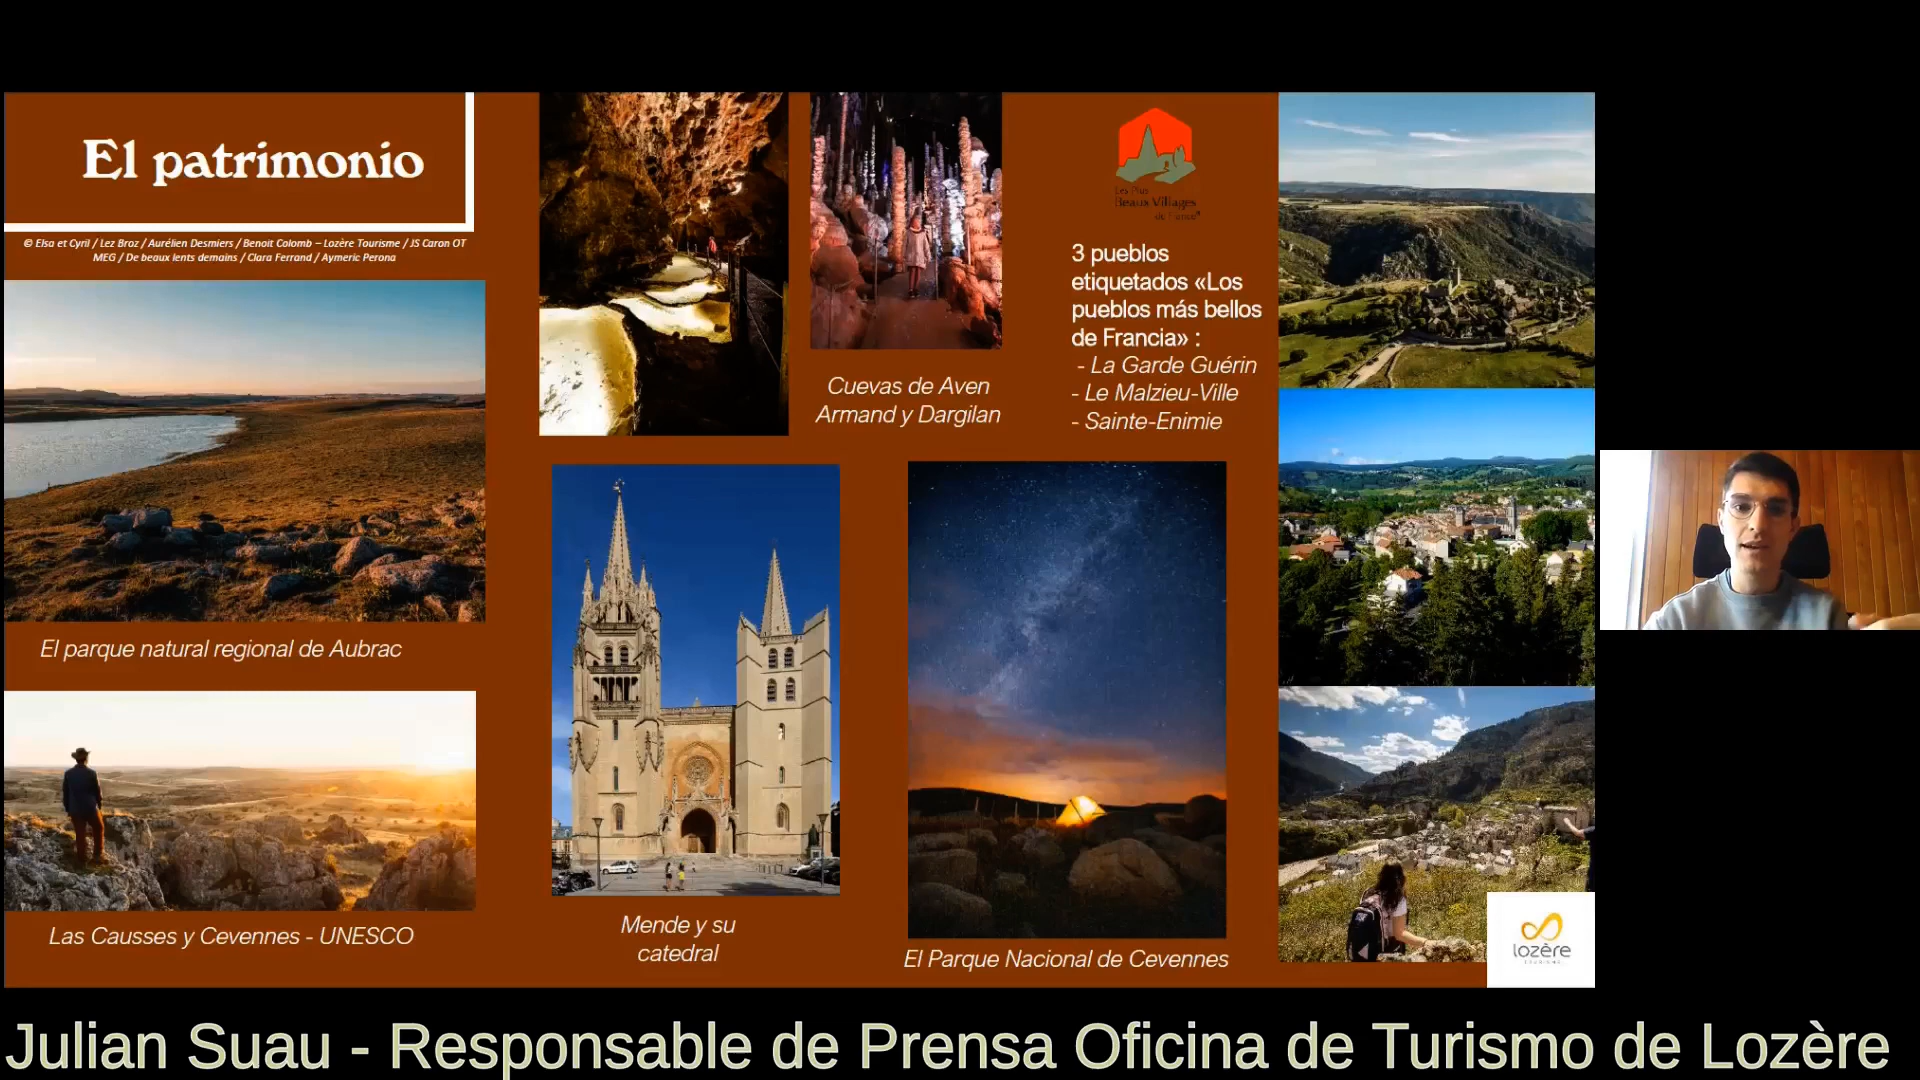 El patrimonio
© Elsa et Cyril / Lez Broz / Aurélien Desmiers / Benoit Colomb – Lozère Tourisme / JS Caron OT
MEG / De beaux lents demains / Clara Ferrand / Aymeric Perona
El parque natural regional de Aubrac
Las Causses y Cevennes - UNESCO
Cuevas de Aven
Armand y Dargilan
Mende y su
catedral
El Parque Nacional de Cevennes
Les Plus
Beaux Villages
de France®
3 pueblos
etiquetados «Los
pueblos más bellos
de Francia» :
- La Garde Guérin
- Le Malzieu-Ville
- Sainte-Enimie
lozère
TOURISME
Julian Suau - Responsable de Prensa Oficina de Turismo de Lozère